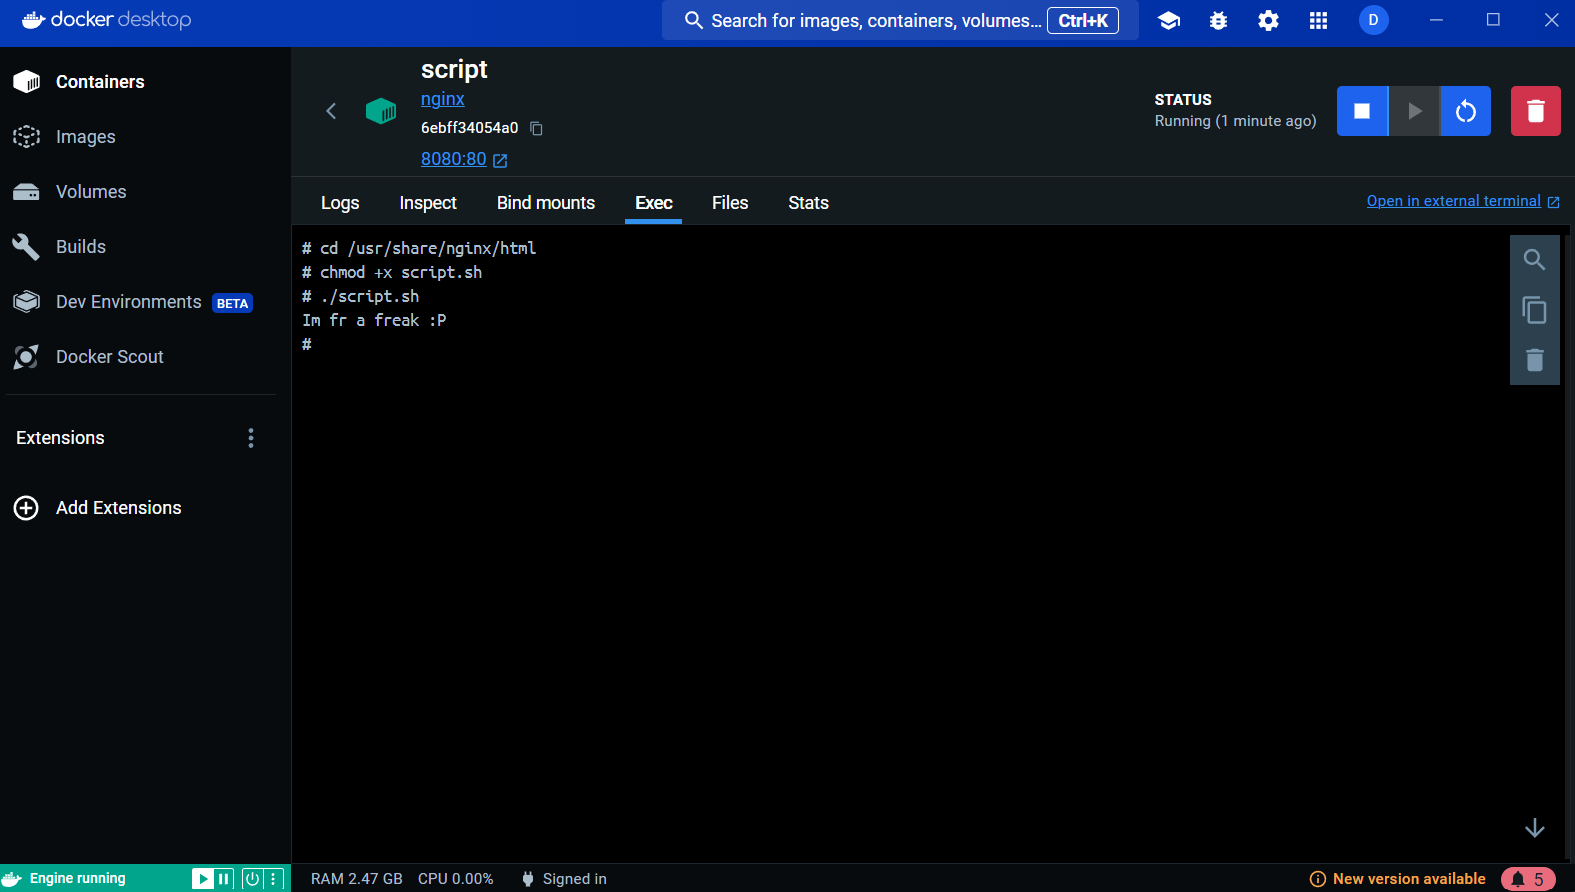 docker desktop
Search for images, containers, volumes... Ctrl+K
D
Containers
Images
Volumes
Builds
Dev Environments BETA
Docker Scout
Extensions
Add Extensions
script
nginx
6ebff34054a0
8080:80
STATUS
Running (1 minute ago)
Logs Inspect Bind mounts Exec Files Stats
Open in external terminal
# cd /usr/share/nginx/html
# chmod +x script.sh
# ./script.sh
Im fr a freak :P
#
Engine running
RAM 2.47 GB CPU 0.00% Signed in
New version available 5